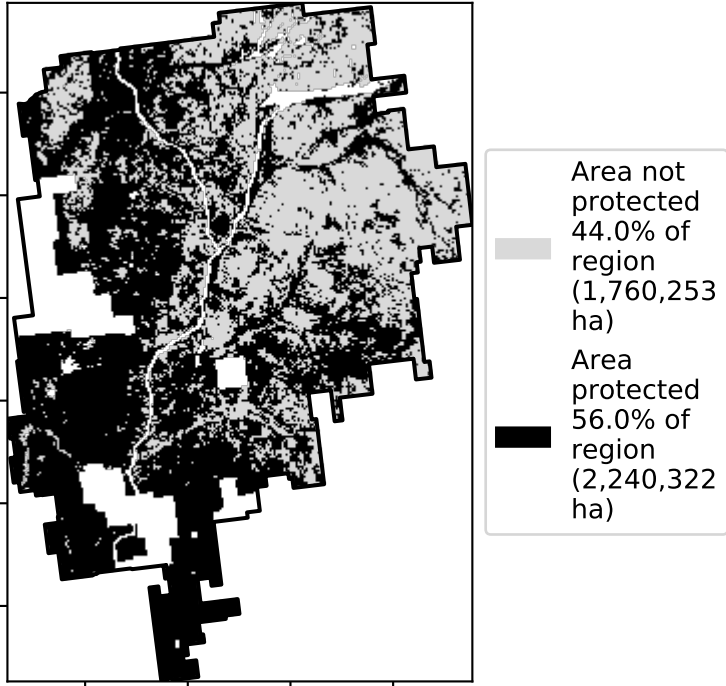 Area not
protected
44.0% of
region
(1,760,253
ha)
Area
protected
56.0% of
region
(2,240,322
ha)